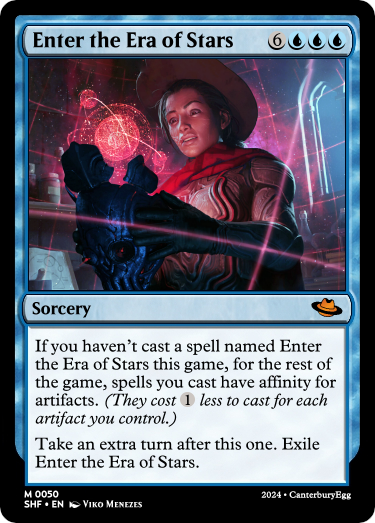 Enter the Era of Stars 6
Sorcery
If you haven't cast a spell named Enter
the Era of Stars this game, for the rest of
the game, spells you cast have affinity for
artifacts. (They cost 1 less to cast for each
artifact you control.)
Take an extra turn after this one. Exile
Enter the Era of Stars.
M 0050
SHF • EN Viko Menezes
2024 • CanterburyEgg